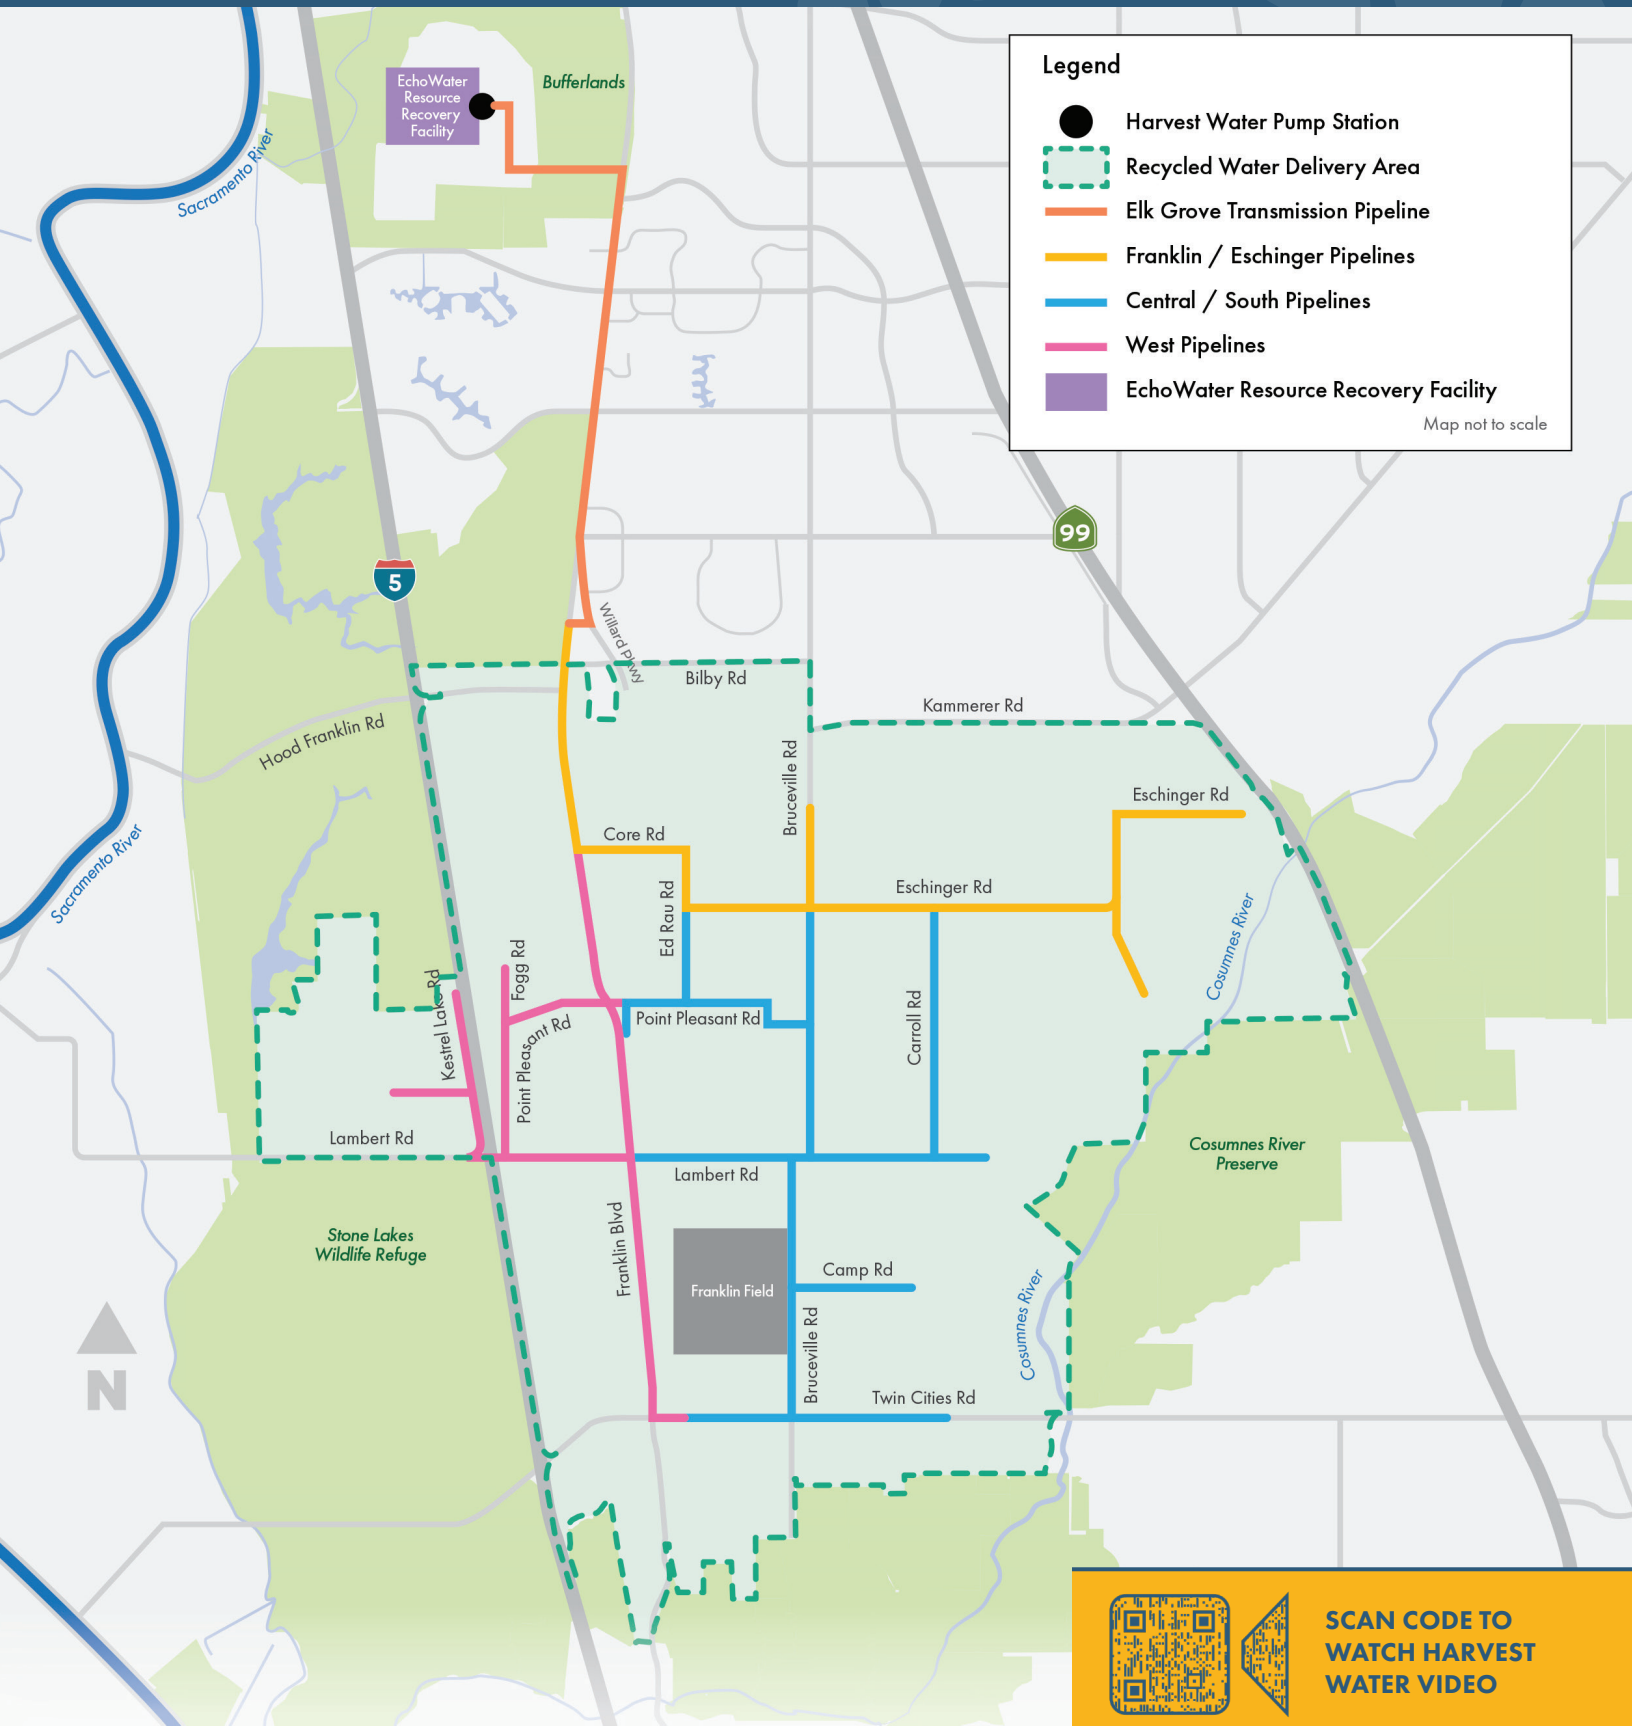 EchoWater
Resource
Recovery
Facility
Bufferlands
Sacramento River
Legend
Harvest Water Pump Station
Recycled Water Delivery Area
Elk Grove Transmission Pipeline
Franklin / Eschinger Pipelines
Central / South Pipelines
West Pipelines
EchoWater Resource Recovery Facility
Map not to scale
99
5
Willard Pkwy
Bilby Rd
Kammerer Rd
Hood Franklin Rd
Bruceville Rd
Eschinger Rd
Core Rd
Sacramento River
Ed Rau Rd
Eschinger Rd
Cosumnes River
Fogg Rd
Kestrel Lake Rd
Point Pleasant Rd
Point Pleasant Rd
Carroll Rd
Lambert Rd
Cosumnes River
Preserve
Lambert Rd
Stone Lakes
Wildlife Refuge
Franklin Blvd
Franklin Field
Camp Rd
Cosumnes River
Bruceville Rd
N
Twin Cities Rd
SCAN CODE TO
WATCH HARVEST
WATER VIDEO